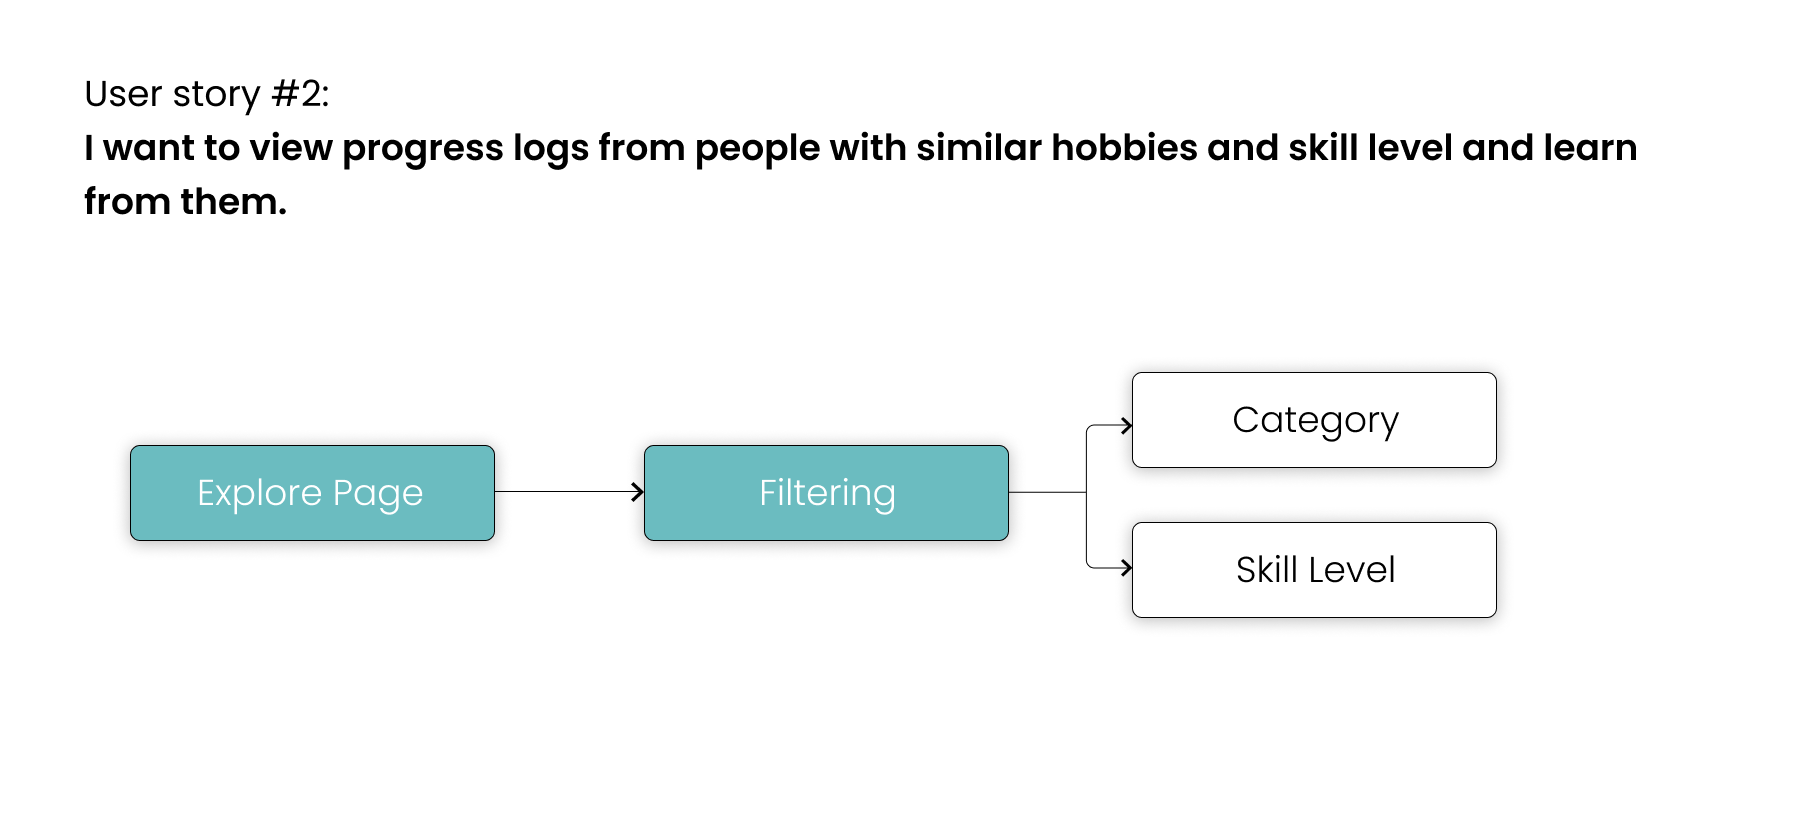 User story #2:
I want to view progress logs from people with similar hobbies and skill level and learn
from them.
Explore Page
Filtering
Category
Skill Level